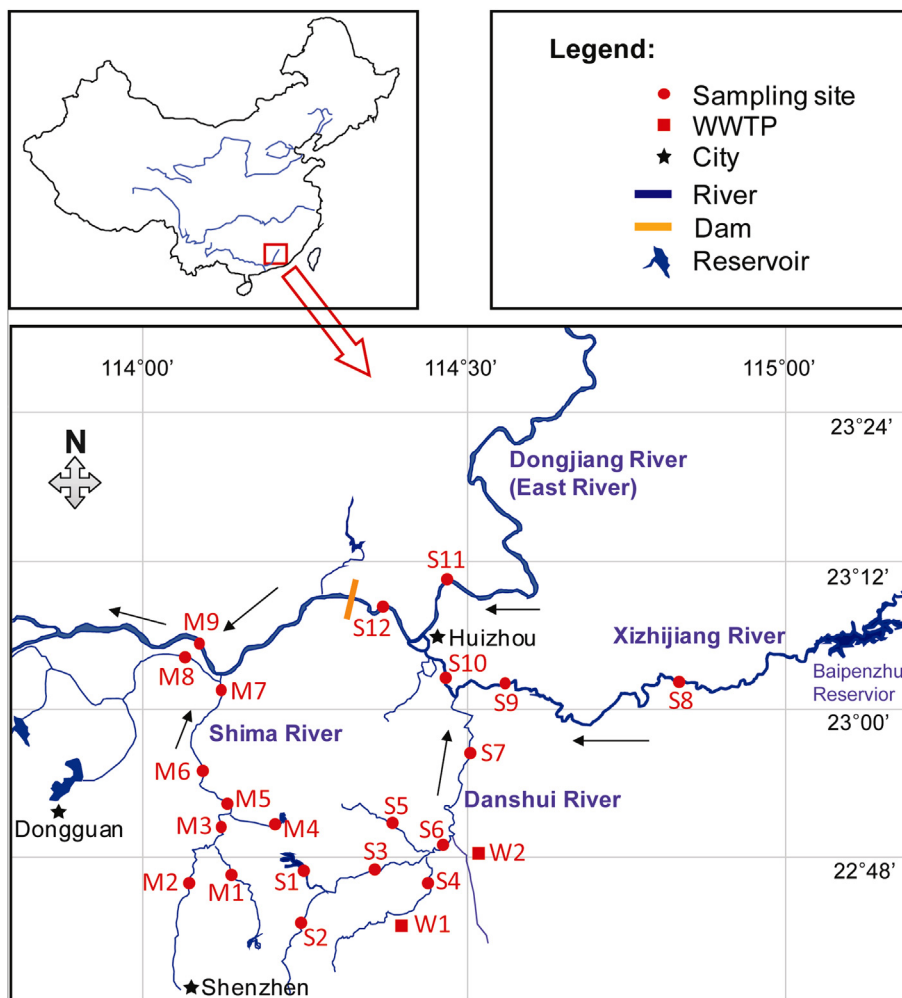 Legend:
Sampling site
WWTP
City
River
Dam
Reservoir
114°00’
114°30’
115°00’
23°24’
N
Dongjiang River
(East River)
S11
23°12’
S12
Huizhou
Xizhijiang River
M9
M8
S10
Baipenzhu
Reservior
M7
S9
S8
23°00’
Shima River
S7
M6
Danshui River
M5
S5
Dongguan
M3
M4
S6
W2
S3
22°48’
M2
M1
S1
S4
S2
W1
Shenzhen